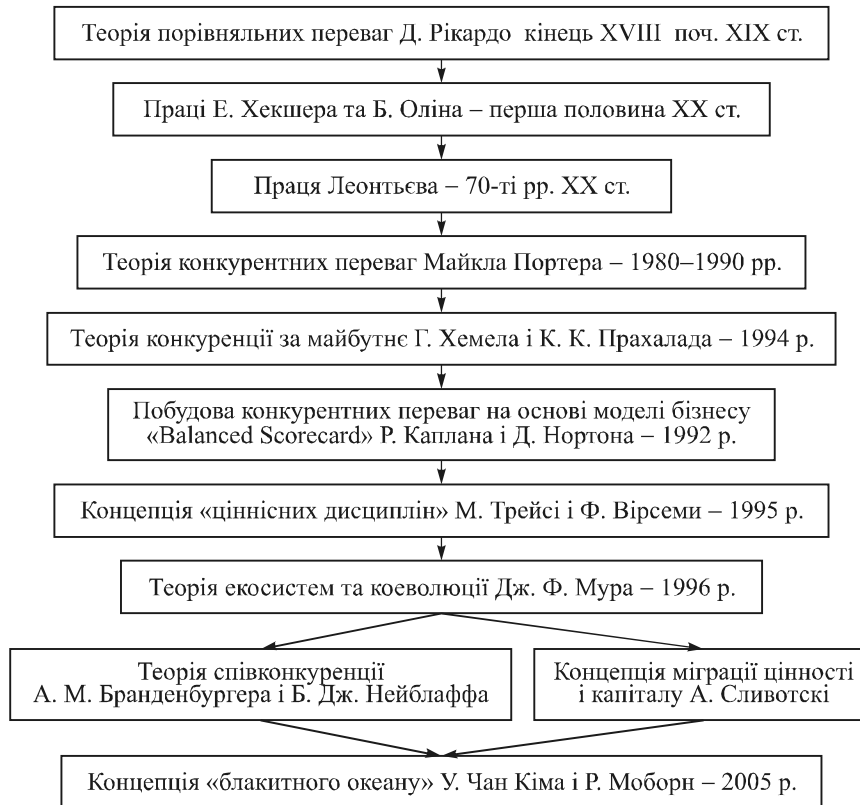 Теорія порівняльних переваг Д. Рікардо кінець XVIII поч. XIX ст.
Праці Е. Хекшера та Б. Оліна – перша половина XX ст.
Праця Леонтьєва – 70-ті рр. XX ст.
Теорія конкурентних переваг Майкла Портера – 1980–1990 рр.
Теорія конкуренції за майбутнє Г. Хемела і К. К. Прахалада – 1994 р.
Побудова конкурентних переваг на основі моделі бізнесу
«Balanced Scorecard» Р. Каплана і Д. Нортона – 1992 р.
Концепція «ціннісних дисциплін» М. Трейсі і Ф. Вірсеми – 1995 р.
Теорія екосистем та коеволюції Дж. Ф. Мура – 1996 р.
Теорія співконкуренції
А. М. Бранденбургера і Б. Дж. Нейблаффа
Концепція міграції цінності
і капіталу А. Сливотскі
Концепція «блакитного океану» У. Чан Кіма і Р. Моборн – 2005 р.